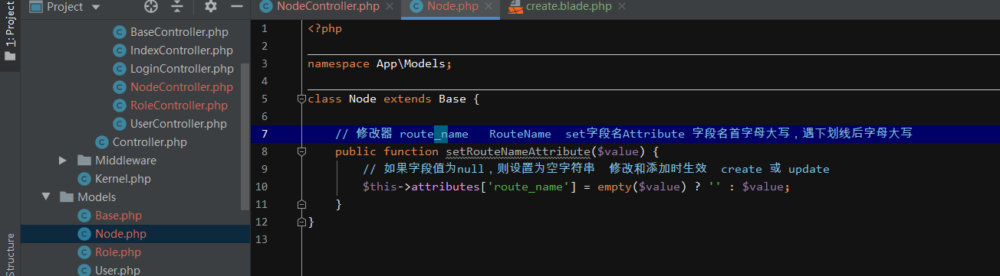 Project
NodeController.php
Node.php
create.blade.php
1: Project
Structure
BaseController.php
IndexController.php
LoginController.php
NodeController.php
RoleController.php
UserController.php
Controller.php
Middleware
Kernel.php
Models
Base.php
Node.php
Role.php
User.php
1 <?php
2
3 namespace App\Models;
4
5 class Node extends Base {
6
7 // 修改器 route_name RouteName set字段名Attribute 字段名首字母大写,遇下划线后字母大写
8 public function setRouteNameAttribute($value) {
9 // 如果字段值为null,则设置为空字符串 修改和添加时生效 create 或 update
10 $this->attributes['route_name'] = empty($value) ? '' : $value;
11 }
12 }
13